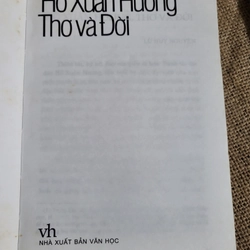 Hồ Xuân Hương
Thơ và Đời
vh
NHÀ XUẤT BẢN VĂN HỌC